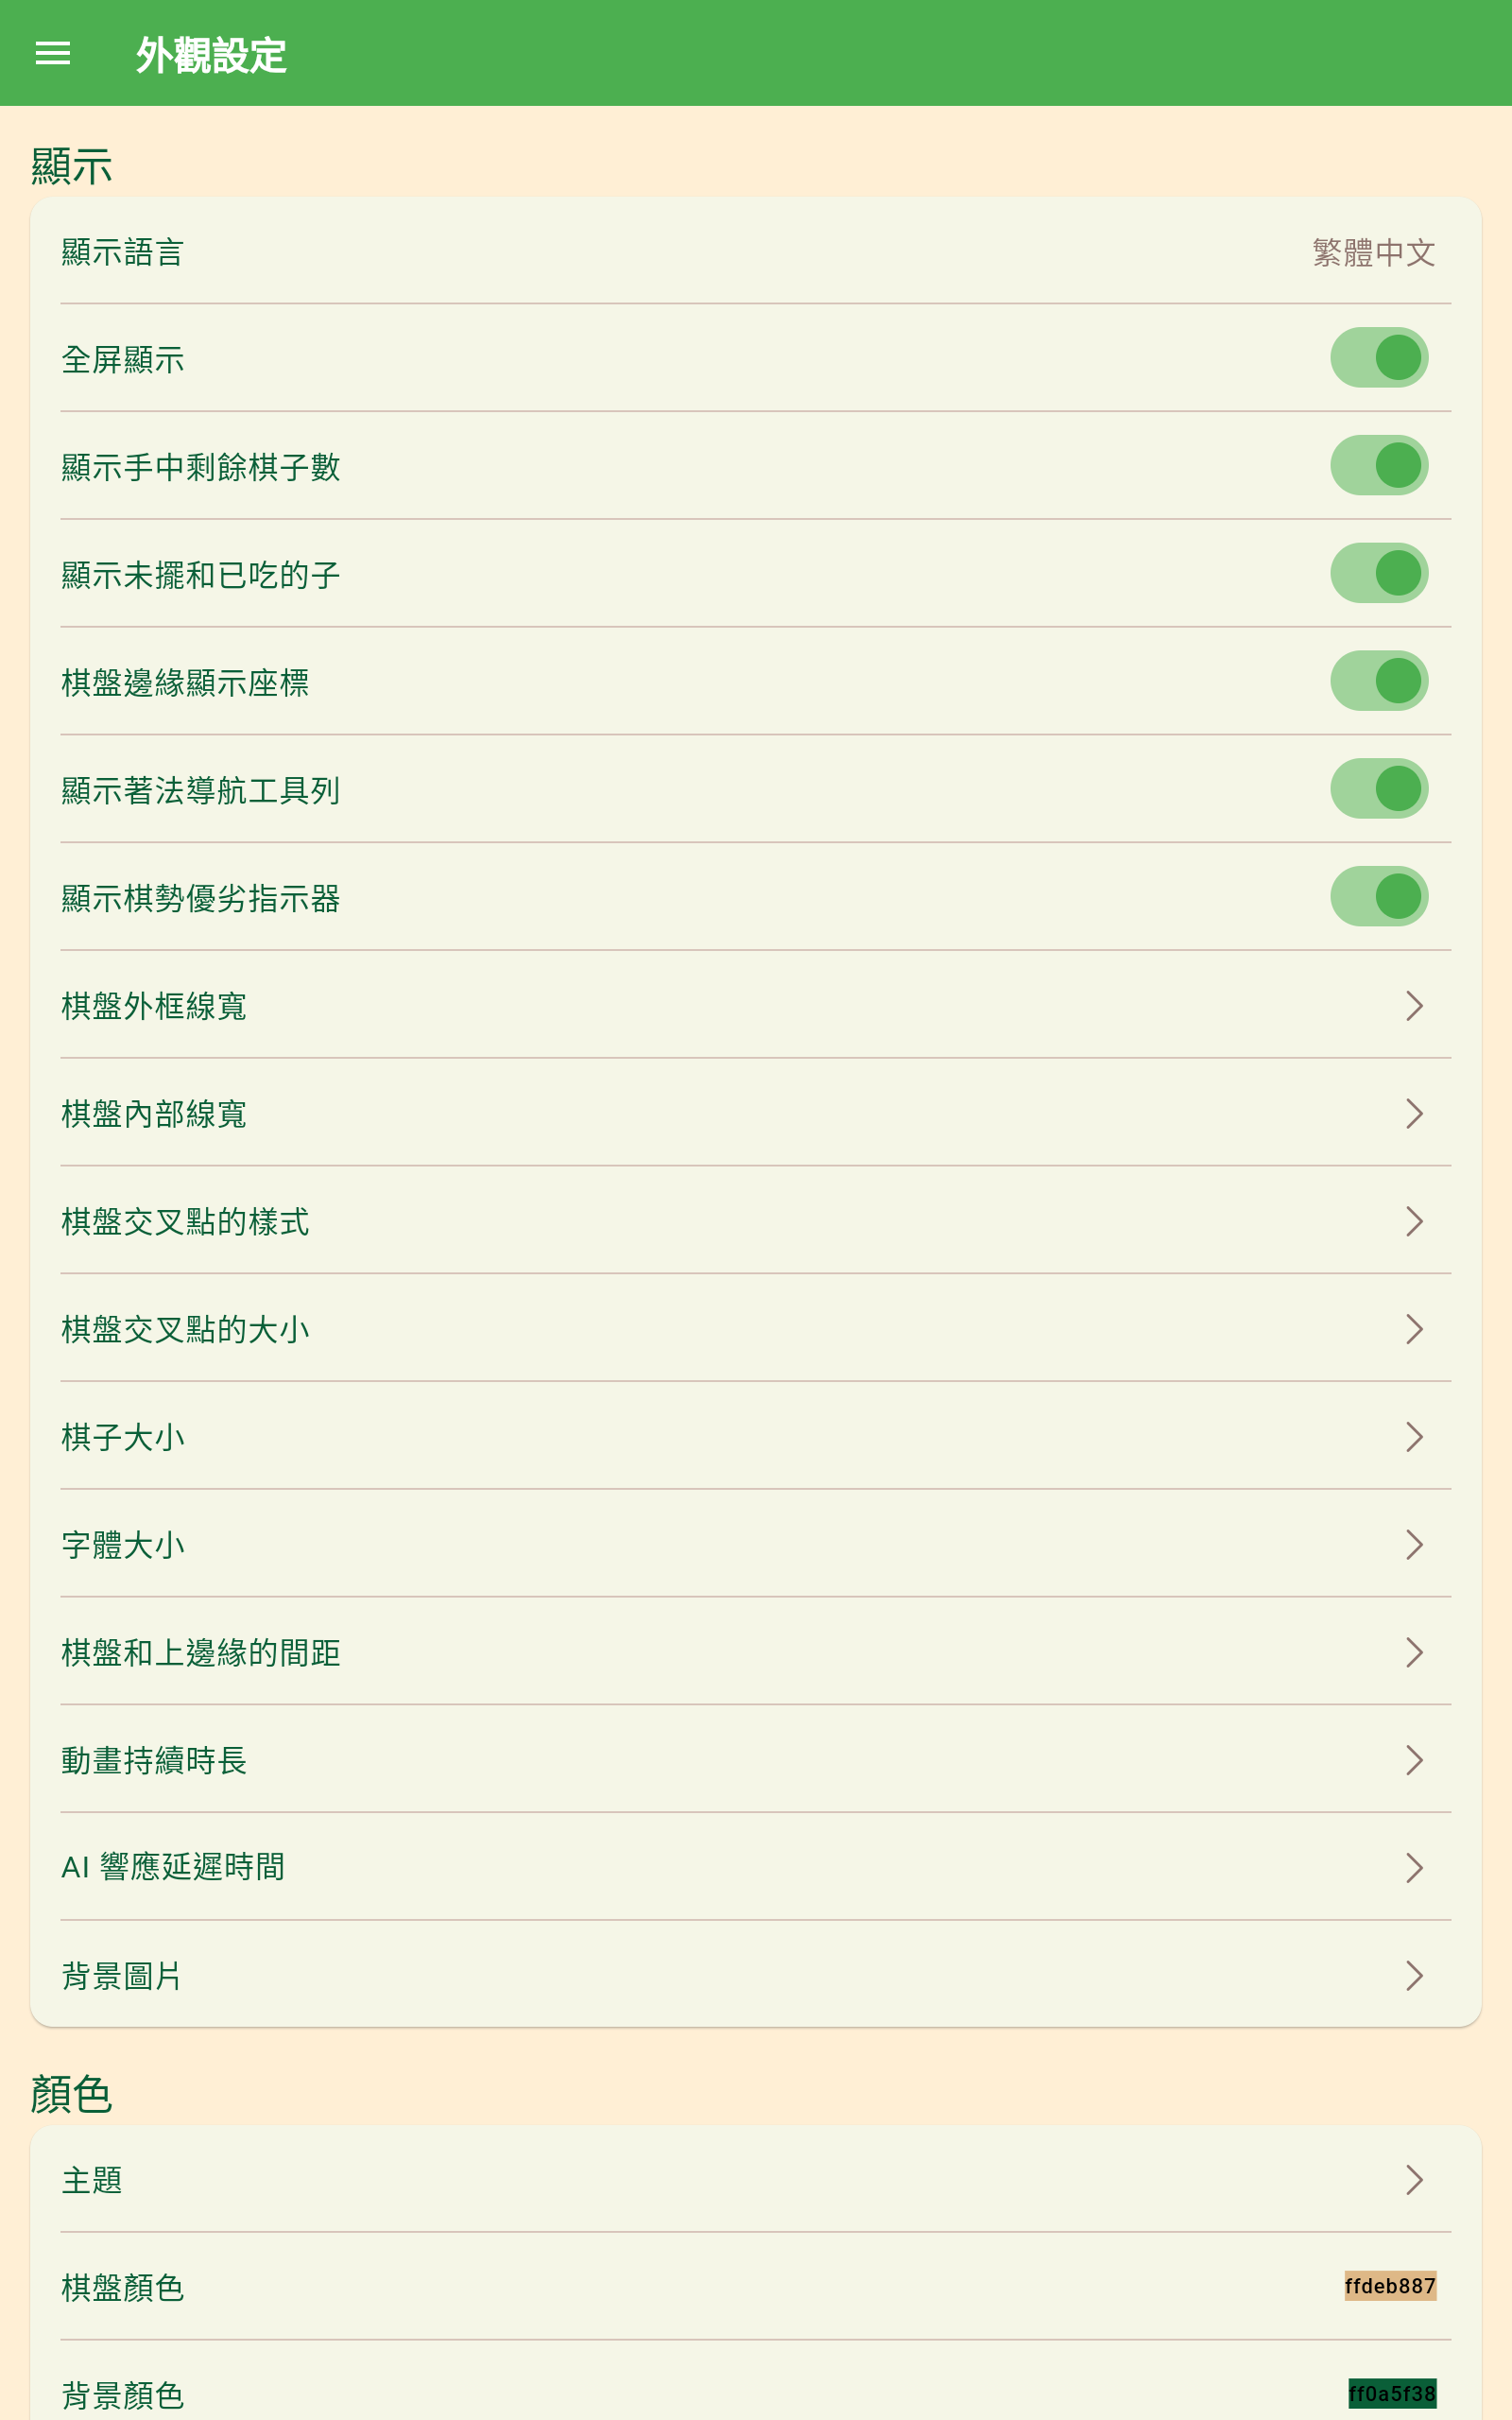 外觀設定
顯示
顯示語言 繁體中文
全屏顯示
顯示手中剩餘棋子數
顯示未擺和已吃的子
棋盤邊緣顯示座標
顯示著法導航工具列
顯示棋勢優劣指示器
棋盤外框線寬
棋盤內部線寬
棋盤交叉點的樣式
棋盤交叉點的大小
棋子大小
字體大小
棋盤和上邊緣的間距
動畫持續時長
AI 響應延遲時間
背景圖片
顏色
主題
棋盤顏色 ffdeb887
背景顏色 ff0a5f38